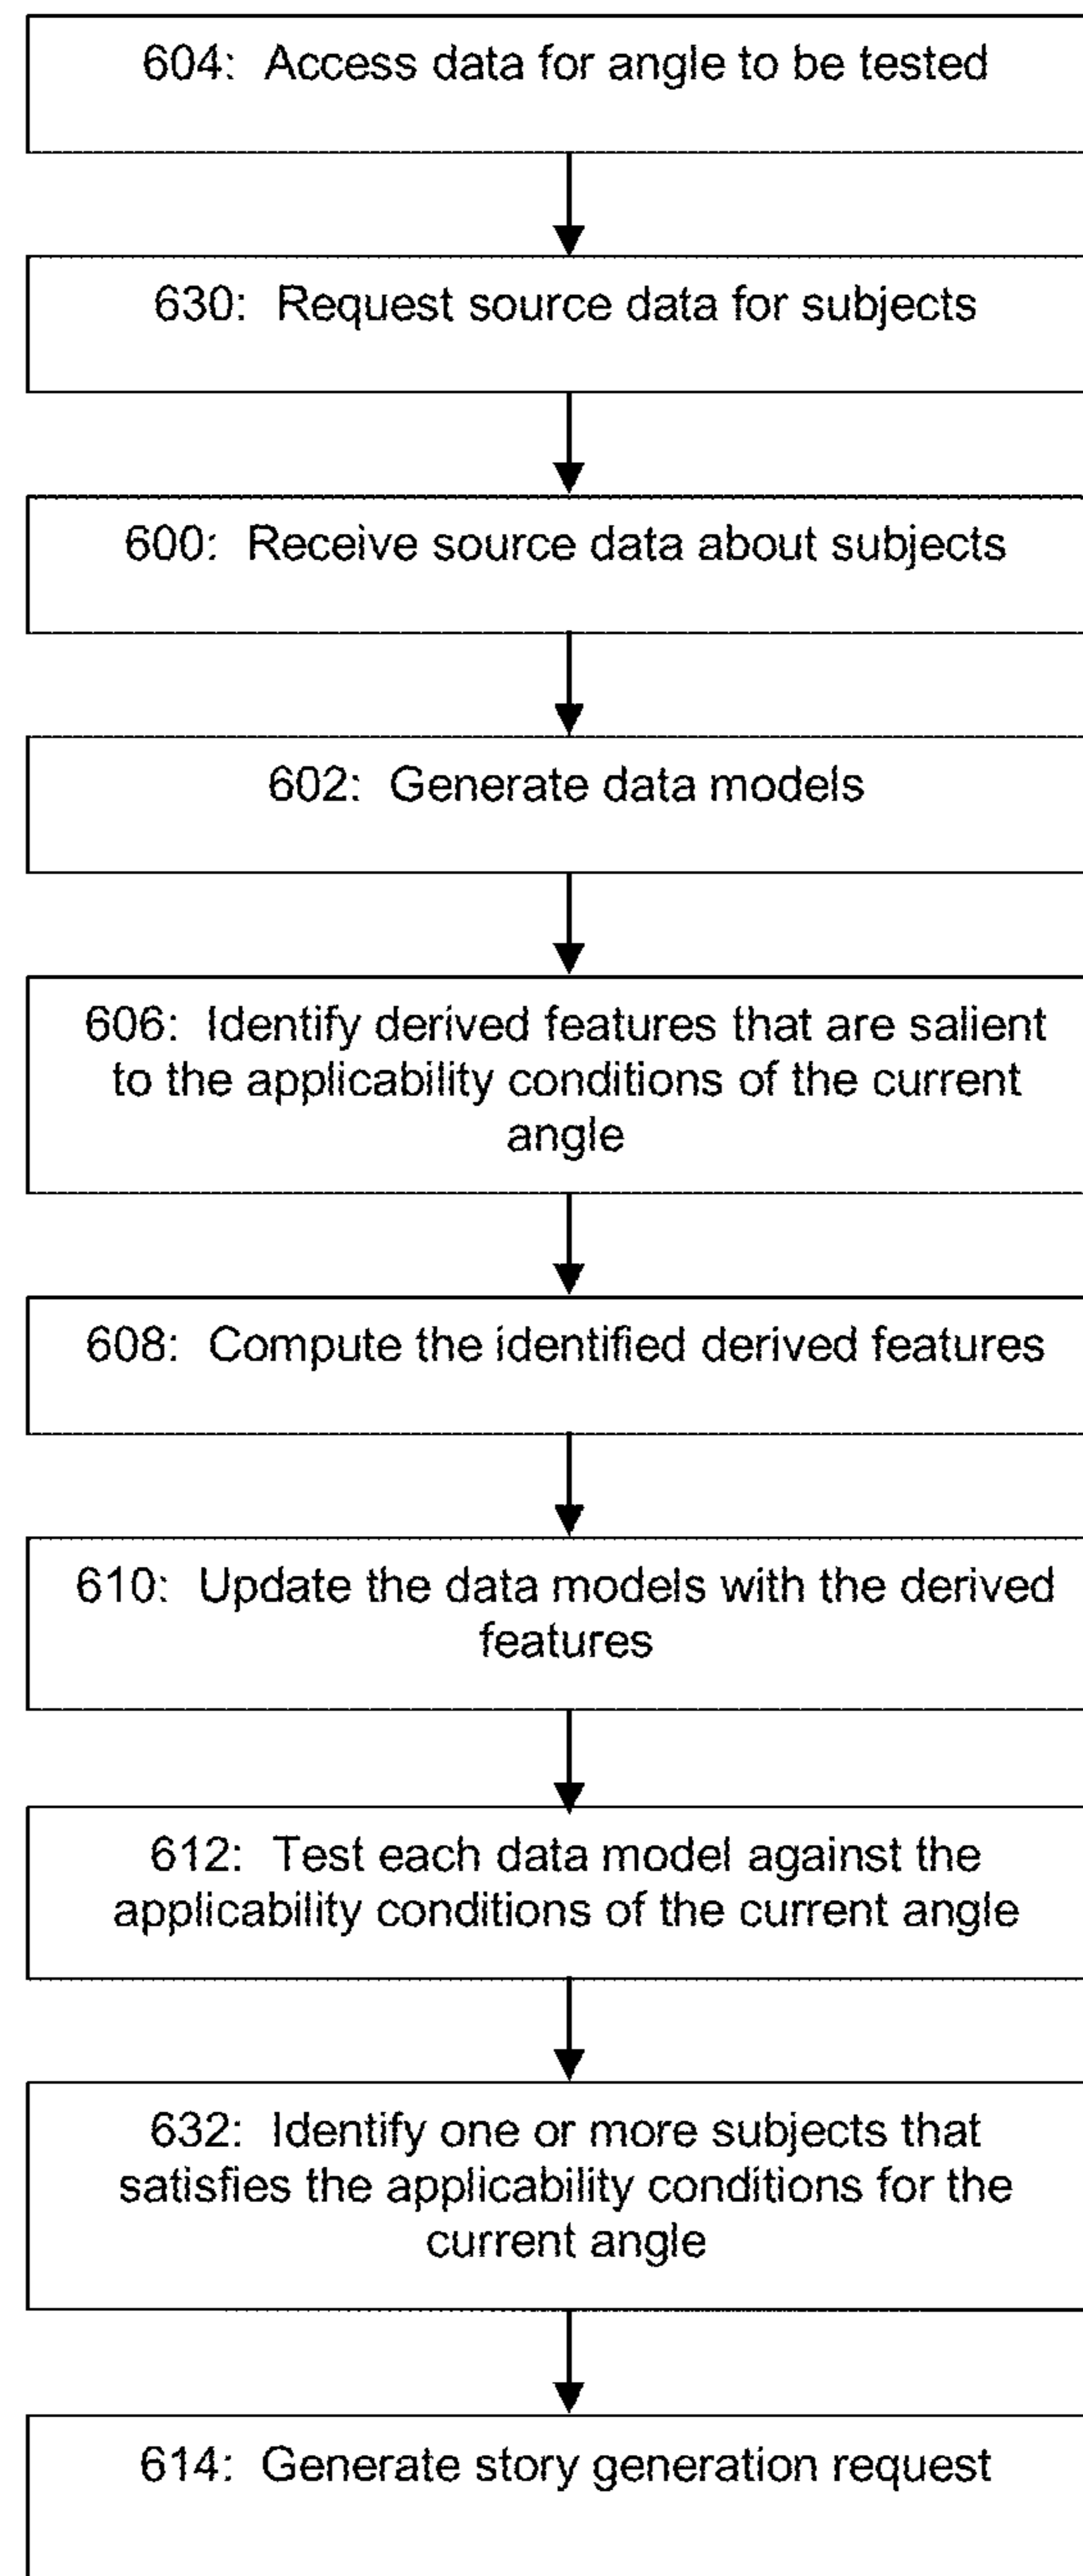 604: Access data for angle to be tested
630: Request source data for subjects
600: Receive source data about subjects
602: Generate data models
606: Identify derived features that are salient
to the applicability conditions of the current
angle
608: Compute the identified derived features
610: Update the data models with the derived
features
612: Test each data model against the
applicability conditions of the current angle
632: Identify one or more subjects that
satisfies the applicability conditions for the
current angle
614: Generate story generation request